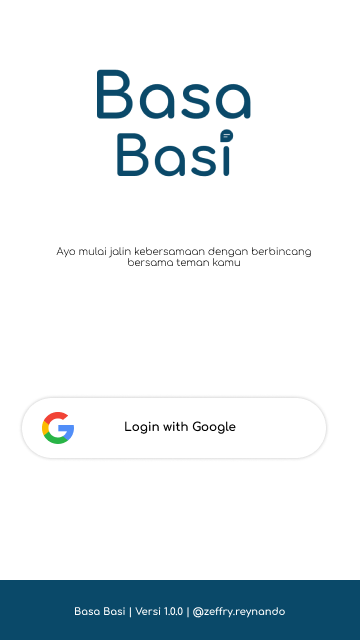 Basa
Basi
Ayo mulai jalin kebersamaan dengan berbincang
bersama teman kamu
Login with Google
Basa Basi | Versi 1.0.0 | @zeffry.reynando